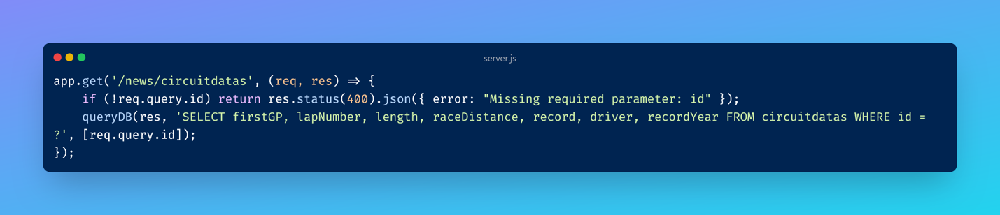 server.js
app.get('/news/circuitdatas', (req, res) => {
    if (!req.query.id) return res.status(400).json({ error: "Missing required parameter: id" });
    queryDB(res, 'SELECT firstGP, lapNumber, length, raceDistance, record, driver, recordYear FROM circuitdatas WHERE id =
?', [req.query.id]);
});